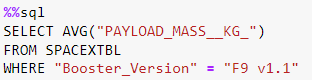 %%sql
SELECT AVG("PAYLOAD_MASS__KG_")
FROM SPACEXTBL
WHERE "Booster_Version" = "F9 v1.1"